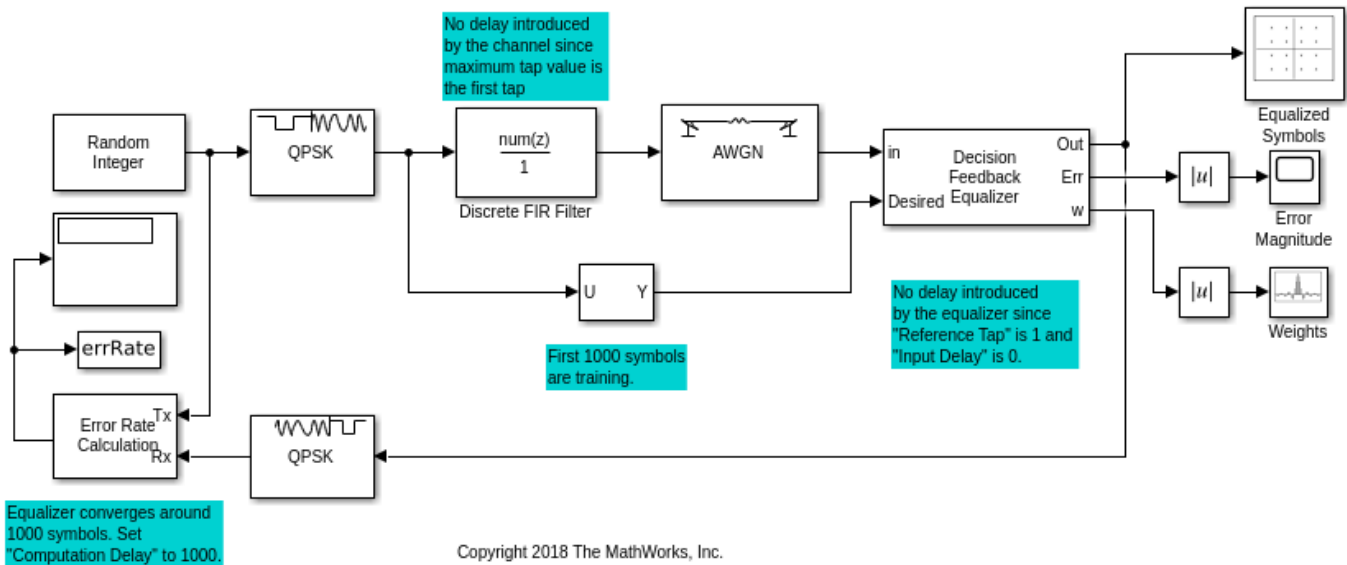 No delay introduced
by the channel since
maximum tap value is
the first tap
Random
Integer
QPSK
num(z)
1
Discrete FIR Filter
AWGN
in
Desired
Decision
Feedback
Equalizer
Out
Err
w
Equalized
Symbols
|u|
Error
Magnitude
|u|
Weights
U
Y
First 1000 symbols
are training.
No delay introduced
by the equalizer since
"Reference Tap" is 1 and
"Input Delay" is 0.
errRate
Error Rate
Calculation
Tx
Rx
QPSK
Equalizer converges around
1000 symbols. Set
"Computation Delay" to 1000.
Copyright 2018 The MathWorks, Inc.